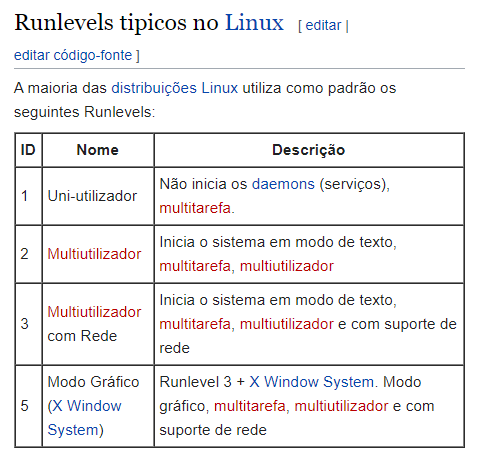 Runlevels tipicos no Linux [ editar |
editar código-fonte ]
A maioria das distribuições Linux utiliza como padrão os
seguintes Runlevels:
ID Nome Descrição
1 Uni-utilizador Não inicia os daemons (serviços),
multitarefa.
2 Multiutilizador Inicia o sistema em modo de texto,
multitarefa, multiutilizador
3 Multiutilizador com Rede Inicia o sistema em modo de texto,
multitarefa, multiutilizador e com suporte de
rede
5 Modo Gráfico (X Window System) Runlevel 3 + X Window System. Modo
gráfico, multitarefa, multiutilizador e com
suporte de rede